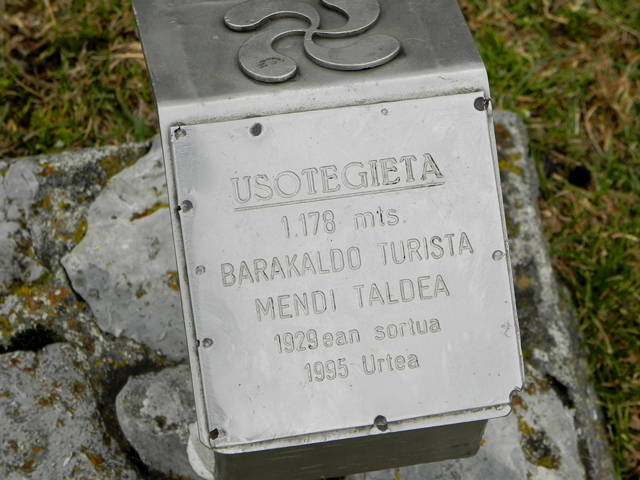 USOTEGIETA
1.178 mts.
BARAKALDO TURISTA
MENDI TALDEA
1929ean sortua
1995 Urtea